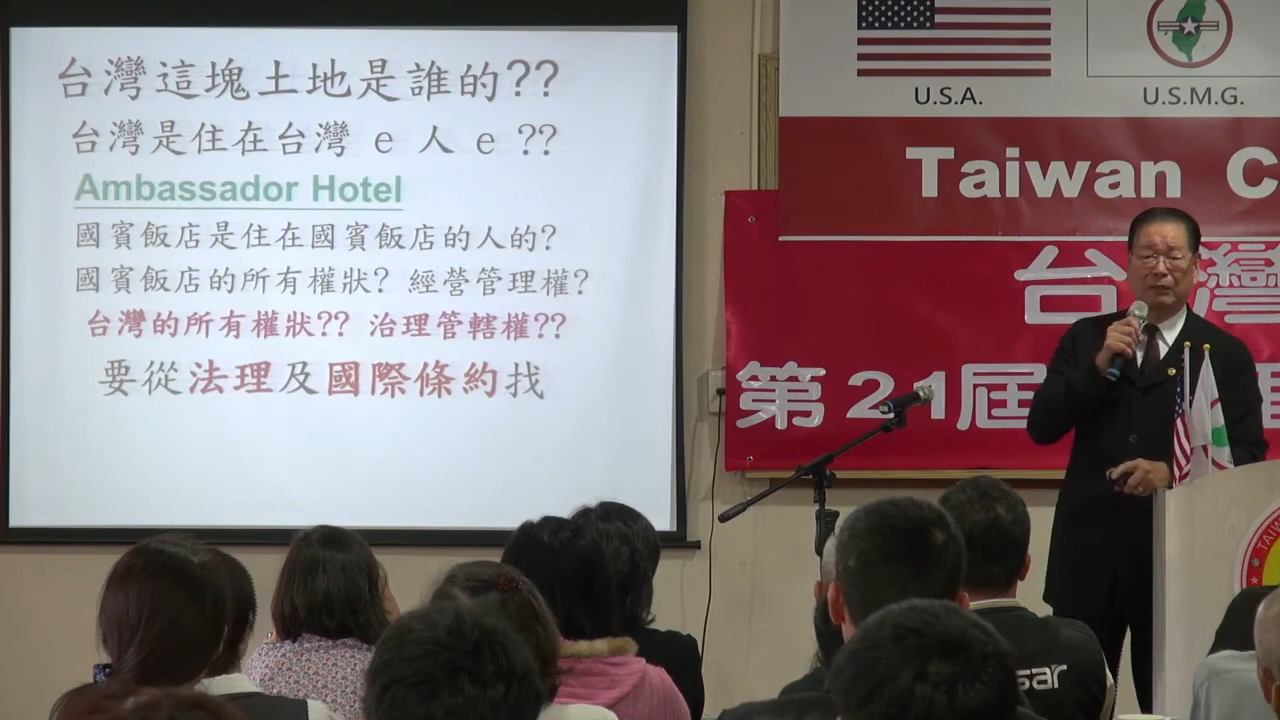 台灣這塊土地是誰的??
台灣是住在台灣 e 人 e ??
Ambassador Hotel
國賓飯店是住在國賓飯店的人的?
國賓飯店的所有權狀? 經營管理權?
台灣的所有權狀?? 治理管轄權??
要從法理及國際條約找
U.S.A.
U.S.M.G.
Taiwan C
台灣
第21屆
sar
TAIW